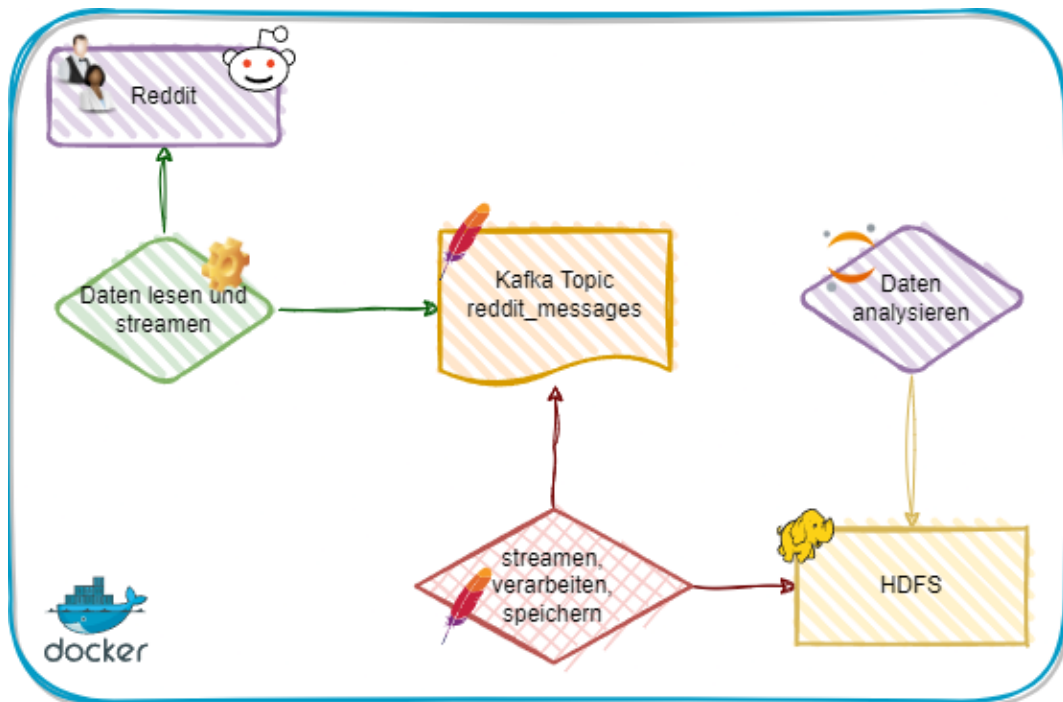 Reddit
Daten lesen und
streamen
Kafka Topic
reddit_messages
Daten
analysieren
streamen,
verarbeiten,
speichern
HDFS
docker